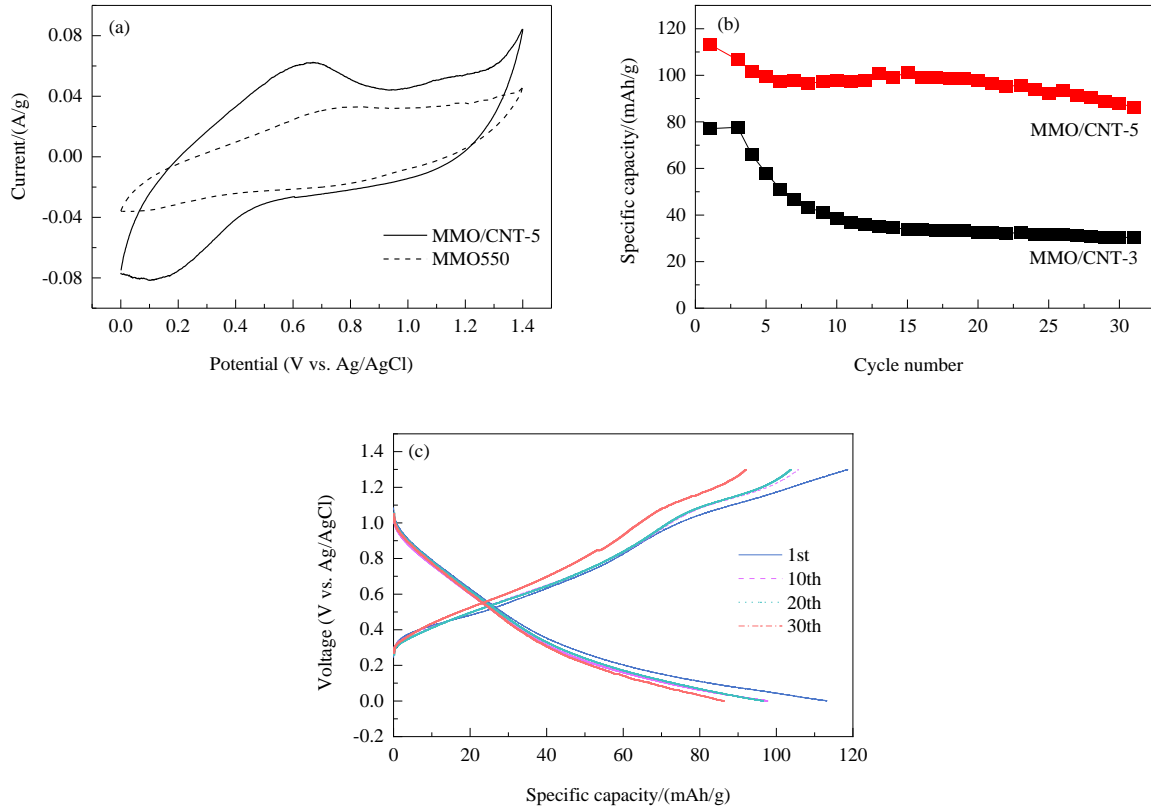 (a)
0.08
0.04
0.00
-0.04
-0.08
Current/(A/g)
MMO/CNT-5
MMO550
0.0 0.2 0.4 0.6 0.8 1.0 1.2 1.4
Potential (V vs. Ag/AgCl)
(b)
120
100
80
60
40
20
0
Specific capacity/(mAh/g)
MMO/CNT-5
MMO/CNT-3
0 5 10 15 20 25 30
Cycle number
(c)
1.4
1.2
1.0
0.8
0.6
0.4
0.2
0.0
-0.2
Voltage (V vs. Ag/AgCl)
1st
10th
20th
30th
0 20 40 60 80 100 120
Specific capacity/(mAh/g)